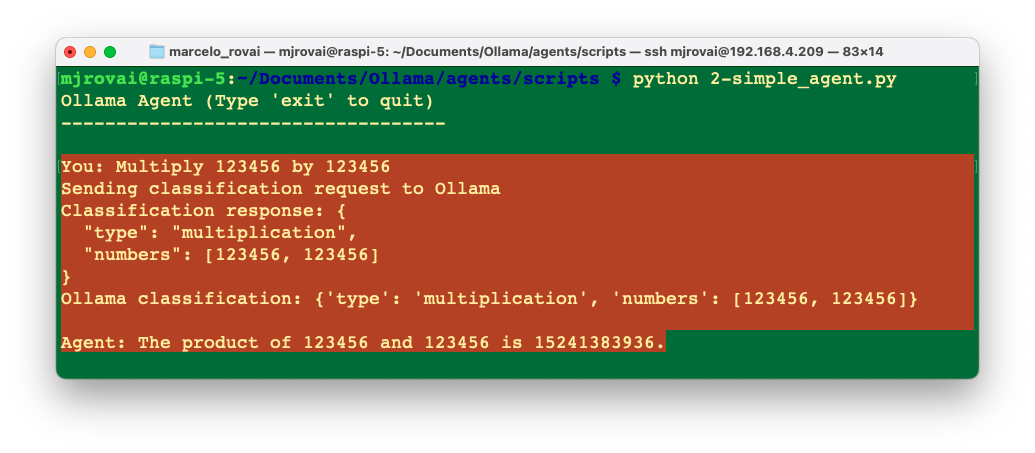 marcelo_rovai — mjrovai@raspi-5: ~/Documents/Ollama/agents/scripts — ssh mjrovai@192.168.4.209 — 83×14
[mjrovai@raspi-5:~/Documents/Ollama/agents/scripts $ python 2-simple_agent.py ]
Ollama Agent (Type 'exit' to quit)
-----------------------------------
[You: Multiply 123456 by 123456 ]
Sending classification request to Ollama
Classification response: {
  "type": "multiplication",
  "numbers": [123456, 123456]
}
Ollama classification: {'type': 'multiplication', 'numbers': [123456, 123456]}
Agent: The product of 123456 and 123456 is 15241383936.